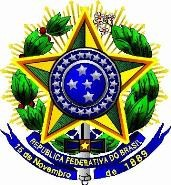 REPÚBLICA FEDERATIVA DO BRASIL
15 de Novembro de 1889